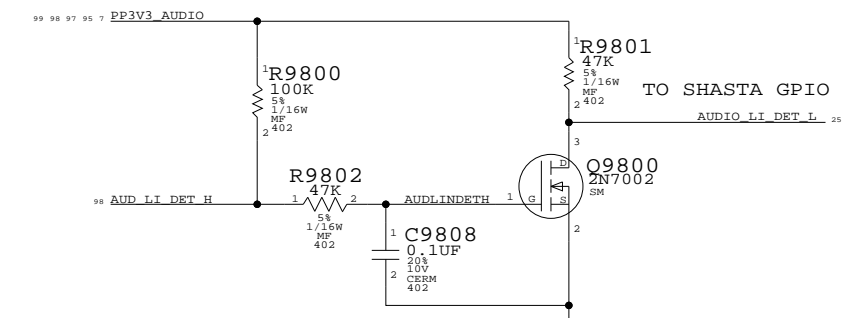 99 98 97 95 7 PP3V3_AUDIO
1
R9800
100K
5%
1/16W
MF
402
2
1
R9801
47K
5%
1/16W
MF
402
2
TO SHASTA GPIO
AUDIO_LI_DET_L 25
3
D
Q9800
2N7002
SM
G
S
1
2
98 AUD_LI_DET_H
R9802
47K
1 2
5%
1/16W
MF
402
AUDLINDETH
1
C9808
0.1UF
20%
10V
CERM
402
2